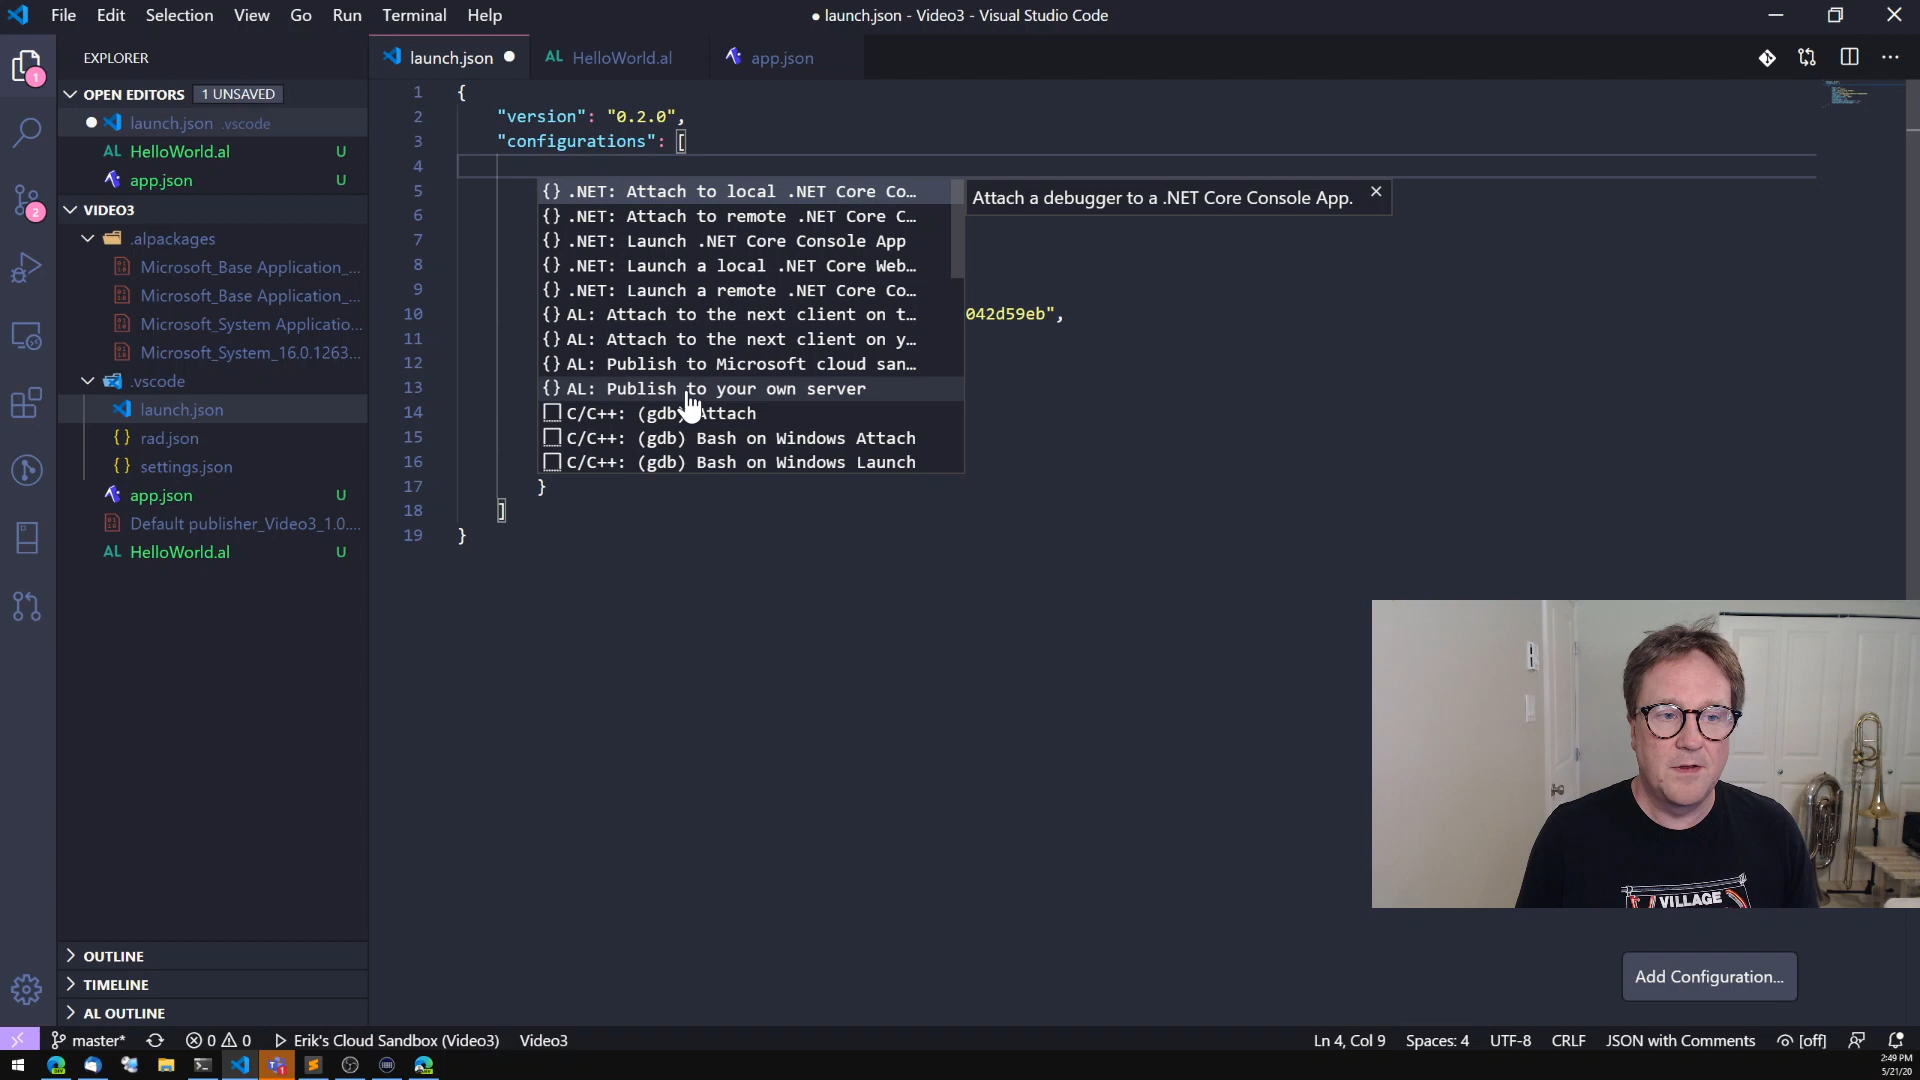 File Edit Selection View Go Run Terminal Help
● launch.json - Video3 - Visual Studio Code
EXPLORER
launch.json
AL HelloWorld.al
app.json
OPEN EDITORS 1 UNSAVED
launch.json .vscode
AL HelloWorld.al U
app.json U
VIDEO3
.alpackages
Microsoft_Base Application_...
Microsoft_Base Application_...
Microsoft_System Applicatio...
Microsoft_System_16.0.1263...
.vscode
launch.json
{} rad.json
{} settings.json
app.json U
Default publisher_Video3_1.0....
AL HelloWorld.al U
OUTLINE
TIMELINE
AL OUTLINE
1 {
2 "version": "0.2.0",
3 "configurations": [
4
5
6
7
8
9
10 042d59eb",
11
12
13
14
15
16
17 }
18 ]
19 }
{} .NET: Attach to local .NET Core Co...
{} .NET: Attach to remote .NET Core C...
{} .NET: Launch .NET Core Console App
{} .NET: Launch a local .NET Core Web...
{} .NET: Launch a remote .NET Core Co...
{} AL: Attach to the next client on t...
{} AL: Attach to the next client on y...
{} AL: Publish to Microsoft cloud san...
{} AL: Publish to your own server
C/C++: (gdb) Attach
C/C++: (gdb) Bash on Windows Attach
C/C++: (gdb) Bash on Windows Launch
Attach a debugger to a .NET Core Console App.
1
2
VILLAGE
Add Configuration...
master* 0 0 Erik's Cloud Sandbox (Video3) Video3
Ln 4, Col 9 Spaces: 4 UTF-8 CRLF JSON with Comments [off]
2:49 PM
5/21/20